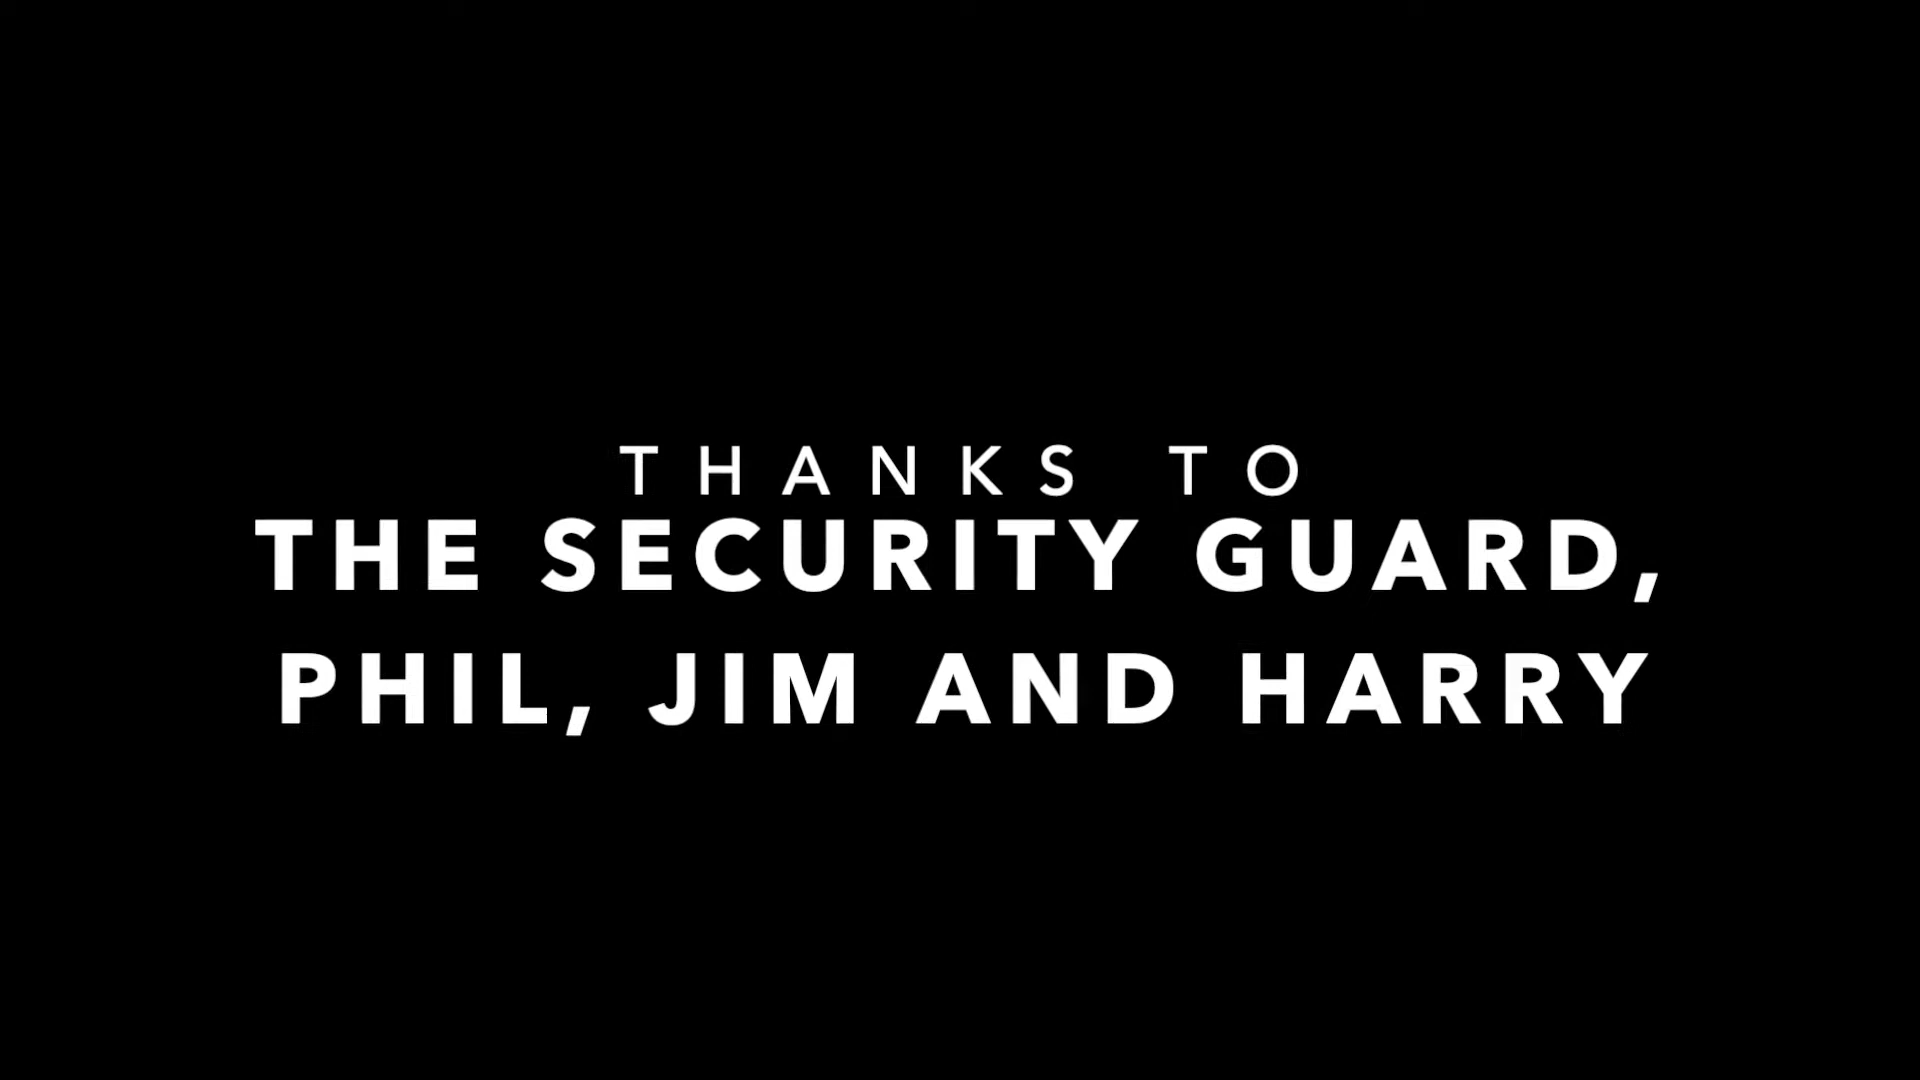 THANKS TO
THE SECURITY GUARD,
PHIL, JIM AND HARRY